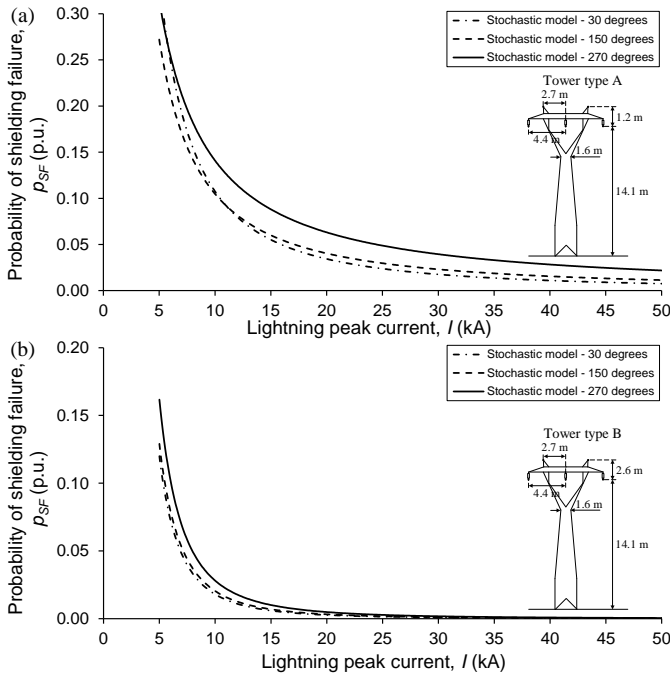 (a)
Probability of shielding failure,
pSF (p.u.)
0.30
0.25
0.20
0.15
0.10
0.05
0.00
0 5 10 15 20 25 30 35 40 45 50
Lightning peak current, I (kA)
Stochastic model - 30 degrees
Stochastic model - 150 degrees
Stochastic model - 270 degrees
Tower type A
2.7 m
1.2 m
4.4 m
1.6 m
14.1 m
(b)
Probability of shielding failure,
pSF (p.u.)
0.20
0.15
0.10
0.05
0.00
0 5 10 15 20 25 30 35 40 45 50
Lightning peak current, I (kA)
Stochastic model - 30 degrees
Stochastic model - 150 degrees
Stochastic model - 270 degrees
Tower type B
2.7 m
2.6 m
4.4 m
1.6 m
14.1 m